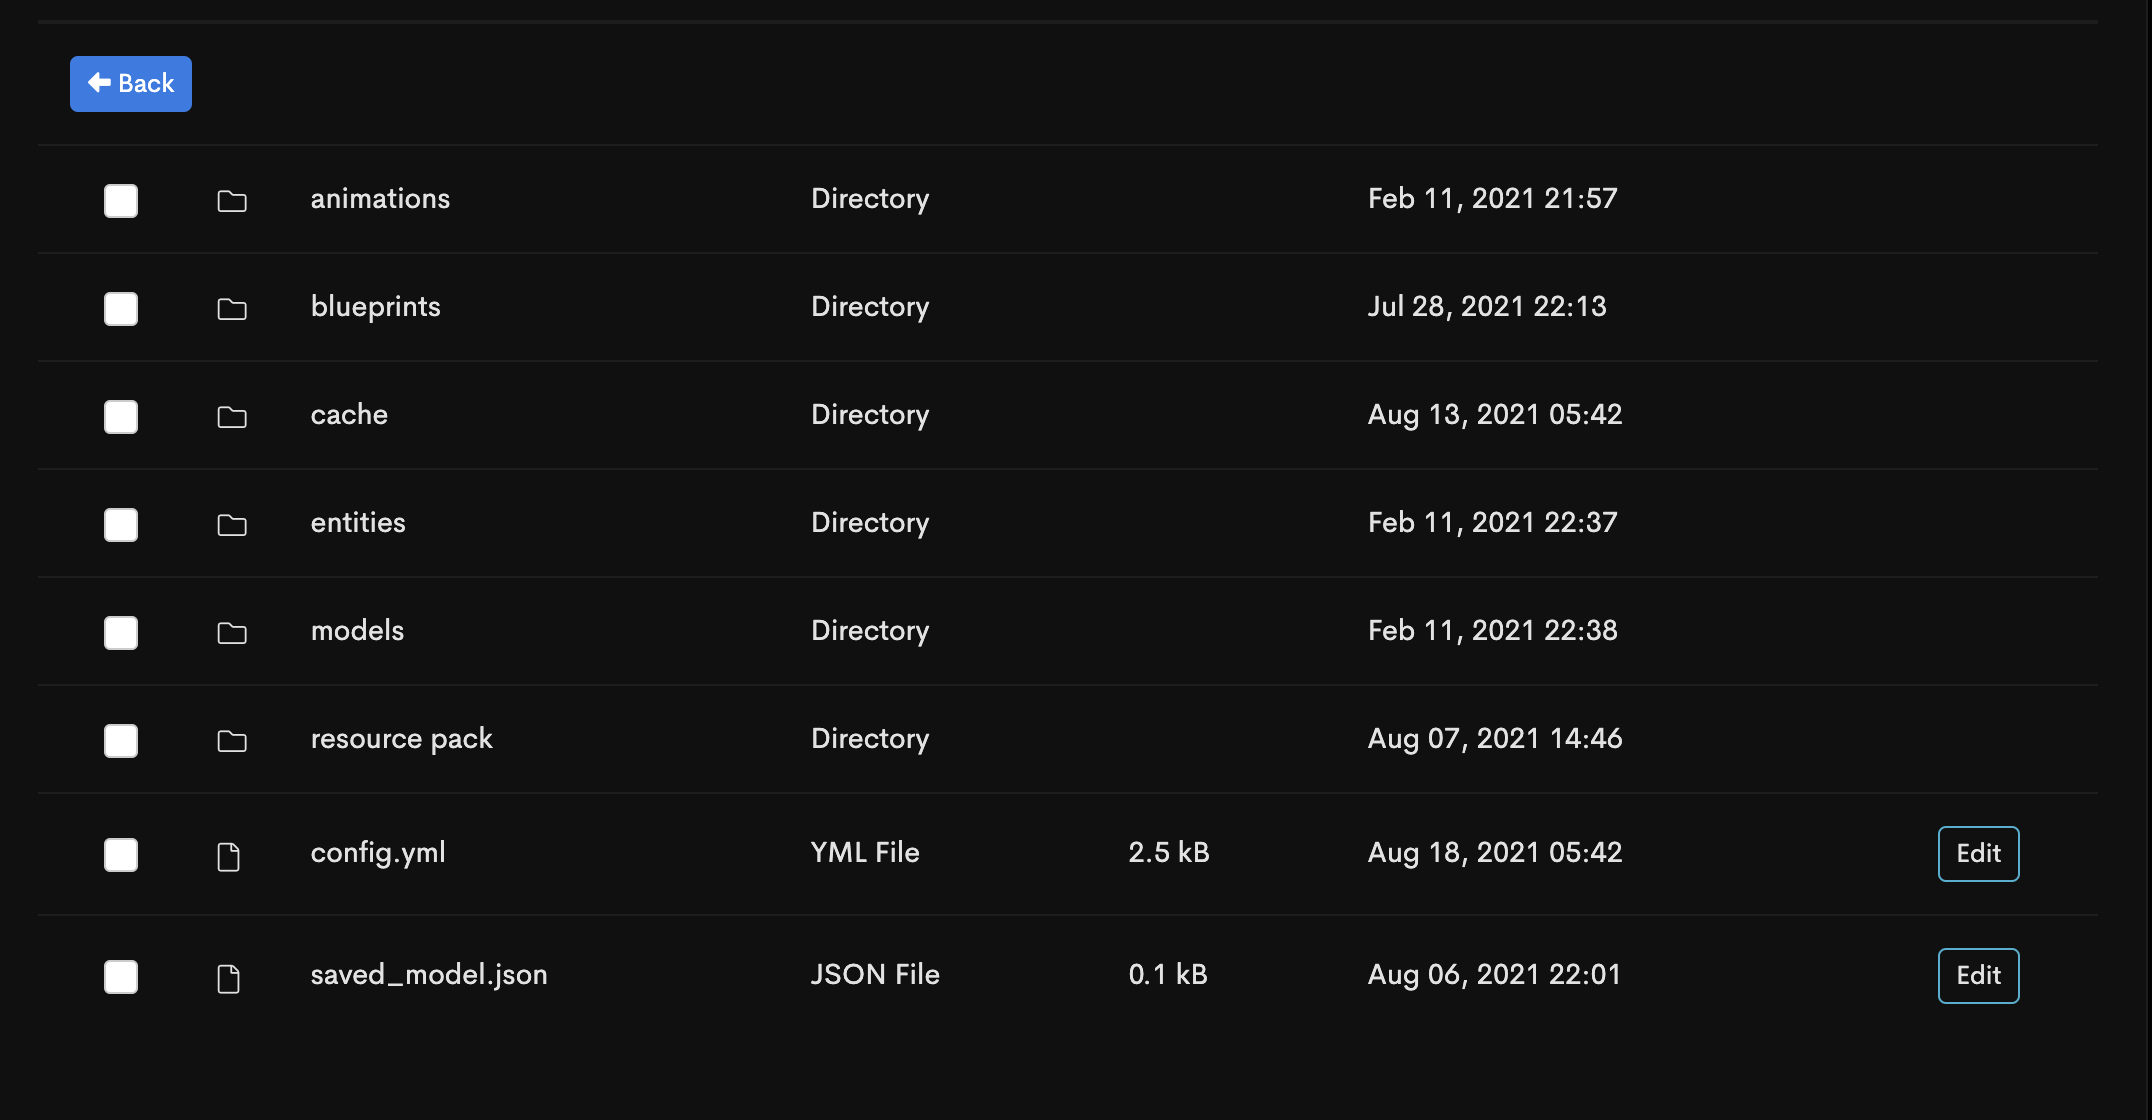 Back
animations Directory Feb 11, 2021 21:57
blueprints Directory Jul 28, 2021 22:13
cache Directory Aug 13, 2021 05:42
entities Directory Feb 11, 2021 22:37
models Directory Feb 11, 2021 22:38
resource pack Directory Aug 07, 2021 14:46
config.yml YML File 2.5 kB Aug 18, 2021 05:42 Edit
saved_model.json JSON File 0.1 kB Aug 06, 2021 22:01 Edit